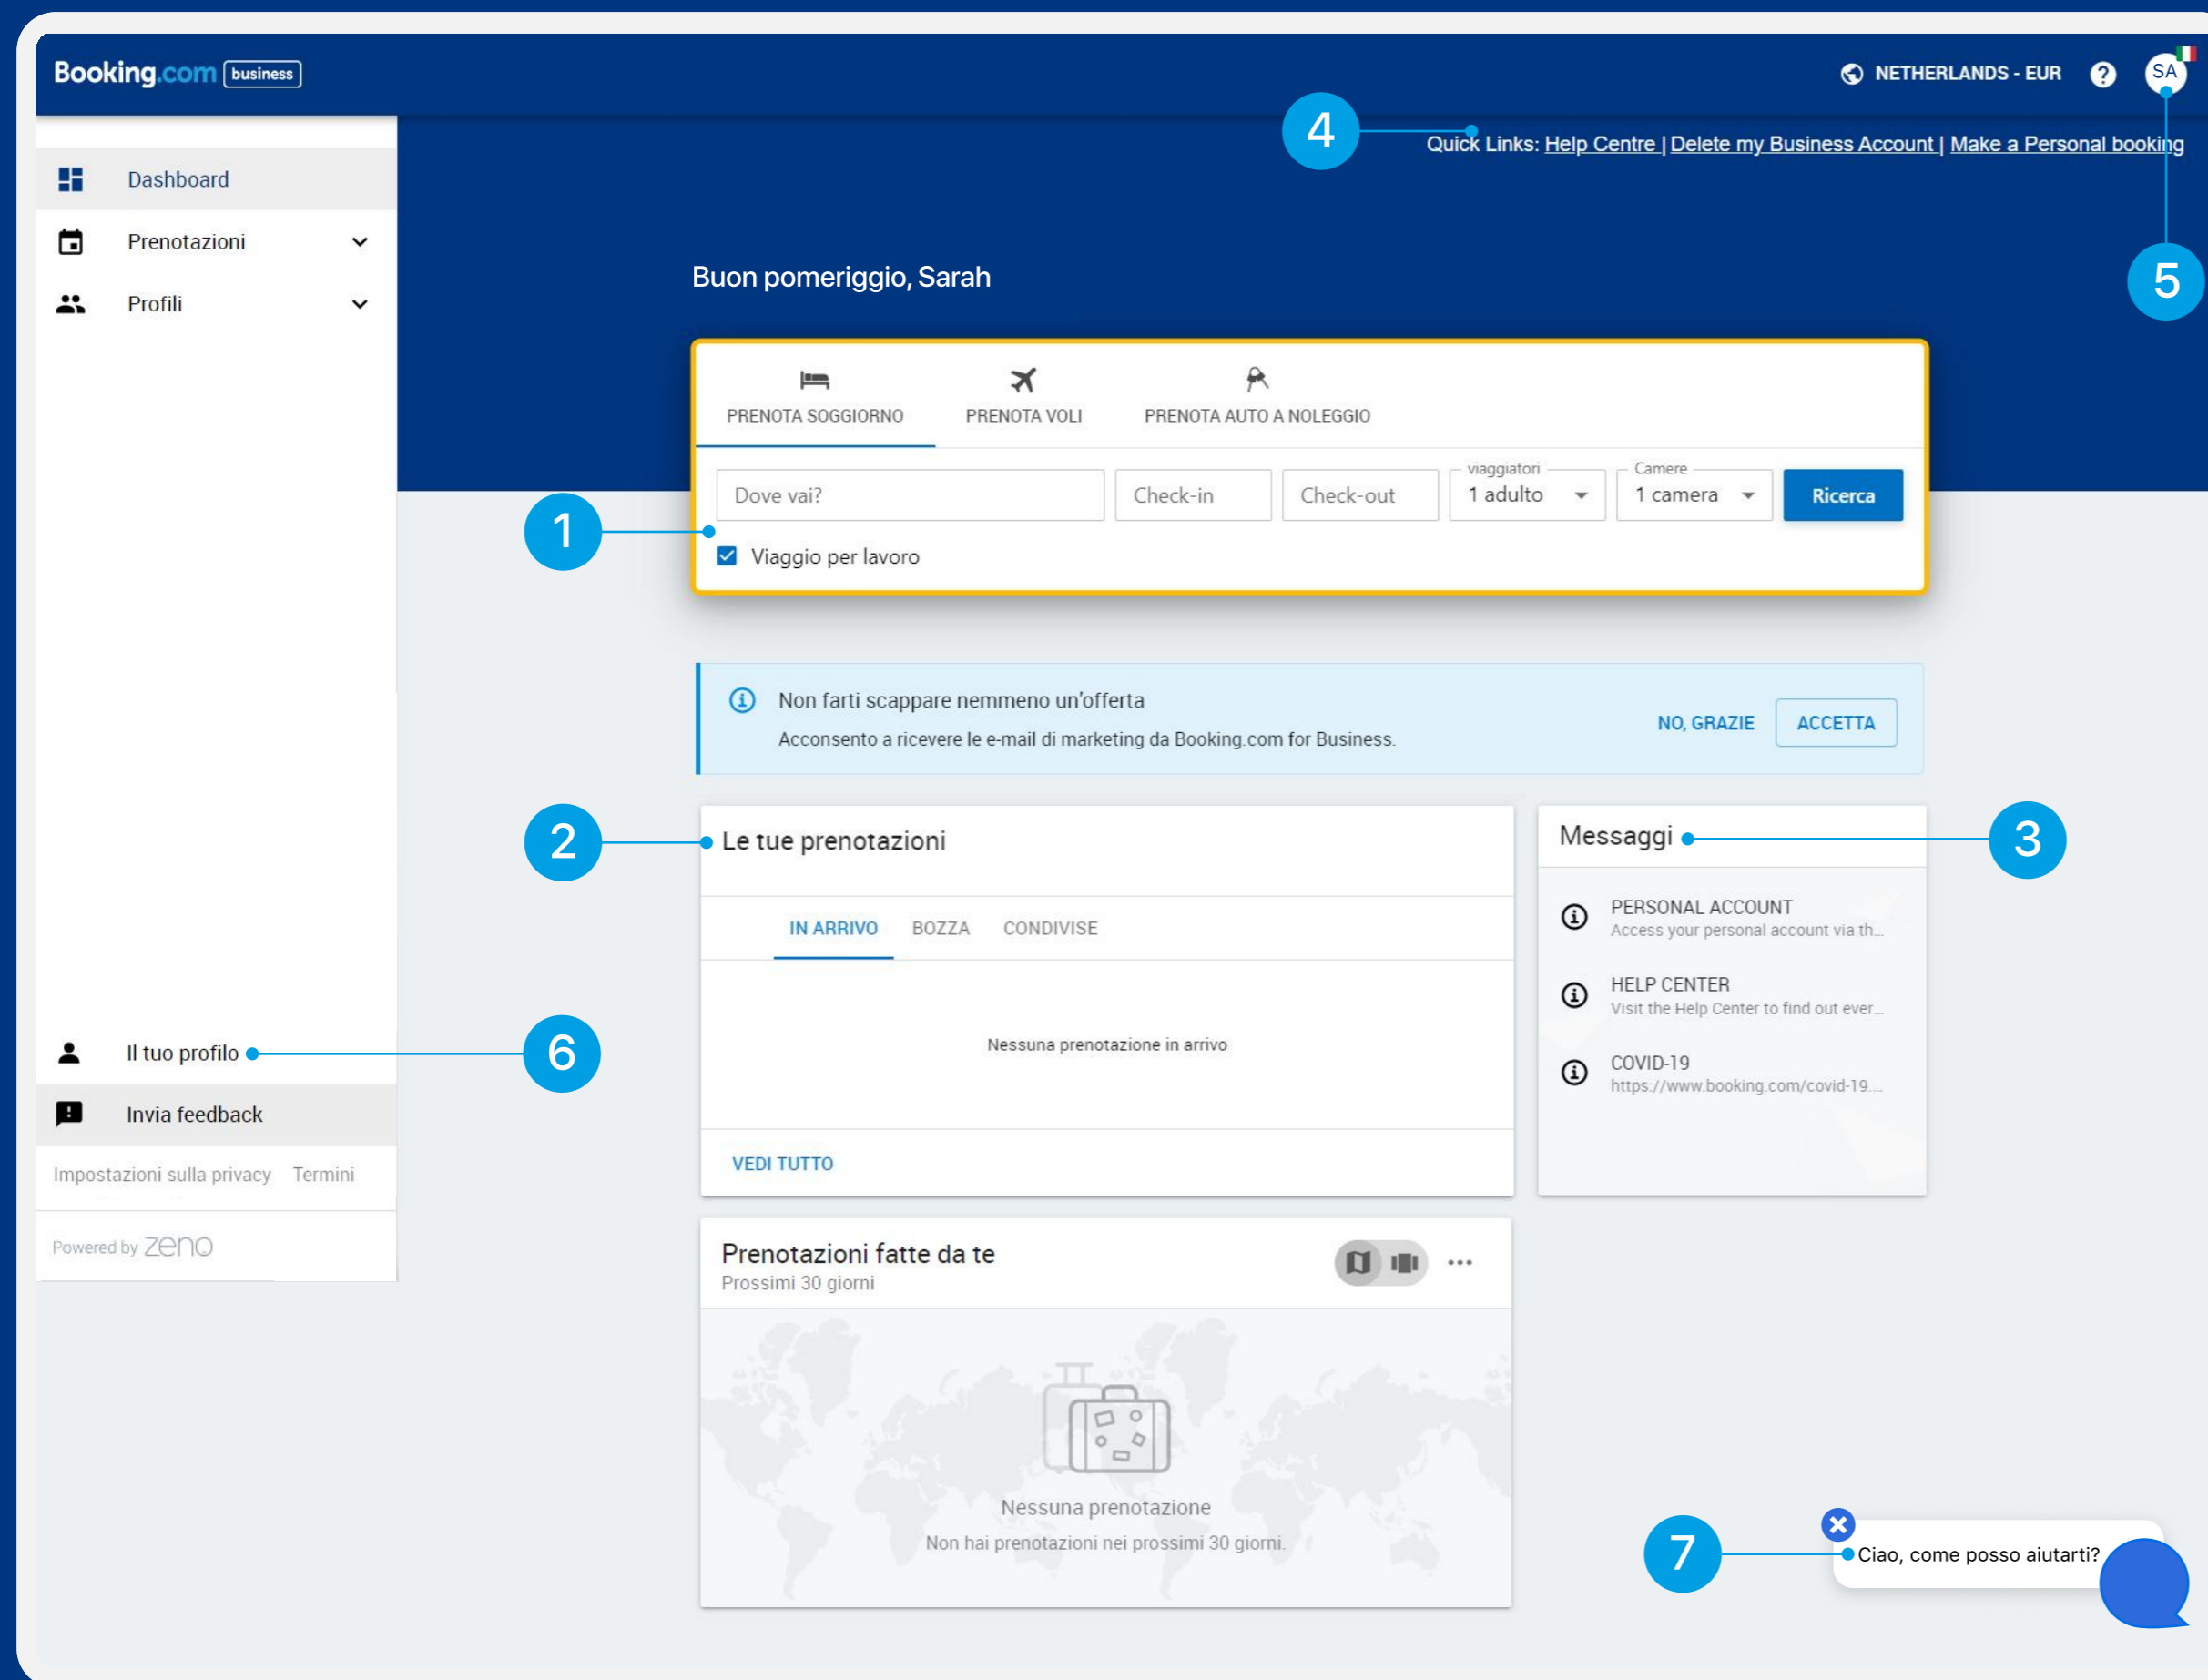 Booking.com business
NETHERLANDS - EUR ? SA
4
Quick Links: Help Centre | Delete my Business Account | Make a Personal booking
5
Dashboard
Prenotazioni
Profili
Buon pomeriggio, Sarah
PRENOTA SOGGIORNO PRENOTA VOLI PRENOTA AUTO A NOLEGGIO
viaggiatori Camere
Dove vai? Check-in Check-out 1 adulto 1 camera Ricerca
1
Viaggio per lavoro
Non farti scappare nemmeno un'offerta
Acconsento a ricevere le e-mail di marketing da Booking.com for Business.
NO, GRAZIE ACCETTA
2
Le tue prenotazioni
IN ARRIVO BOZZA CONDIVISE
Nessuna prenotazione in arrivo
VEDI TUTTO
Messaggi
3
PERSONAL ACCOUNT
Access your personal account via th...
HELP CENTER
Visit the Help Center to find out ever...
COVID-19
https://www.booking.com/covid-19....
Il tuo profilo
6
Invia feedback
Impostazioni sulla privacy Termini
Powered by zeno
Prenotazioni fatte da te
Prossimi 30 giorni
Nessuna prenotazione
Non hai prenotazioni nei prossimi 30 giorni.
7
Ciao, come posso aiutarti?